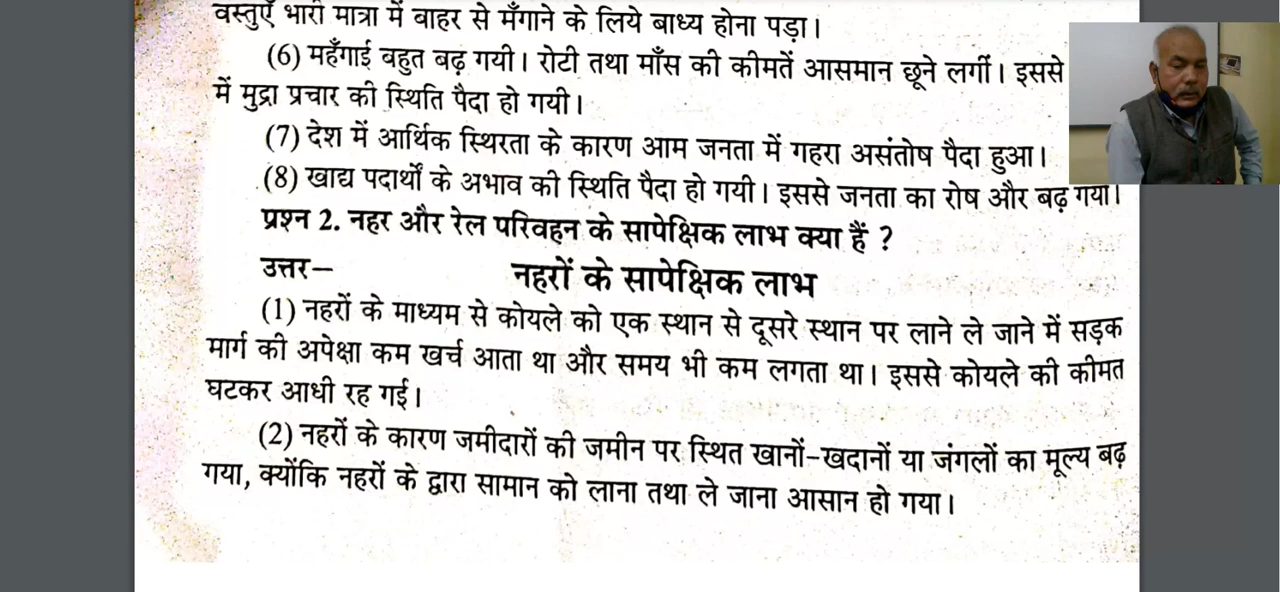 वस्तुएँ भारी मात्रा में बाहर से मँगाने के लिये बाध्य होना पड़ा।
(6) महँगाई बहुत बढ़ गयी। रोटी तथा माँस की कीमतें आसमान छूने लगीं। इससे
में मुद्रा प्रचार की स्थिति पैदा हो गयी।
(7) देश में आर्थिक स्थिरता के कारण आम जनता में गहरा असंतोष पैदा हुआ।
(8) खाद्य पदार्थों के अभाव की स्थिति पैदा हो गयी। इससे जनता का रोष और बढ़ गया।
प्रश्न 2. नहर और रेल परिवहन के सापेक्षिक लाभ क्या हैं ?
उत्तर– नहरों के सापेक्षिक लाभ
(1) नहरों के माध्यम से कोयले को एक स्थान से दूसरे स्थान पर लाने ले जाने में सड़क
मार्ग की अपेक्षा कम खर्च आता था और समय भी कम लगता था। इससे कोयले की कीमत
घटकर आधी रह गई।
(2) नहरों के कारण जमीदारों की जमीन पर स्थित खानों-खदानों या जंगलों का मूल्य बढ़
गया, क्योंकि नहरों के द्वारा सामान को लाना तथा ले जाना आसान हो गया।